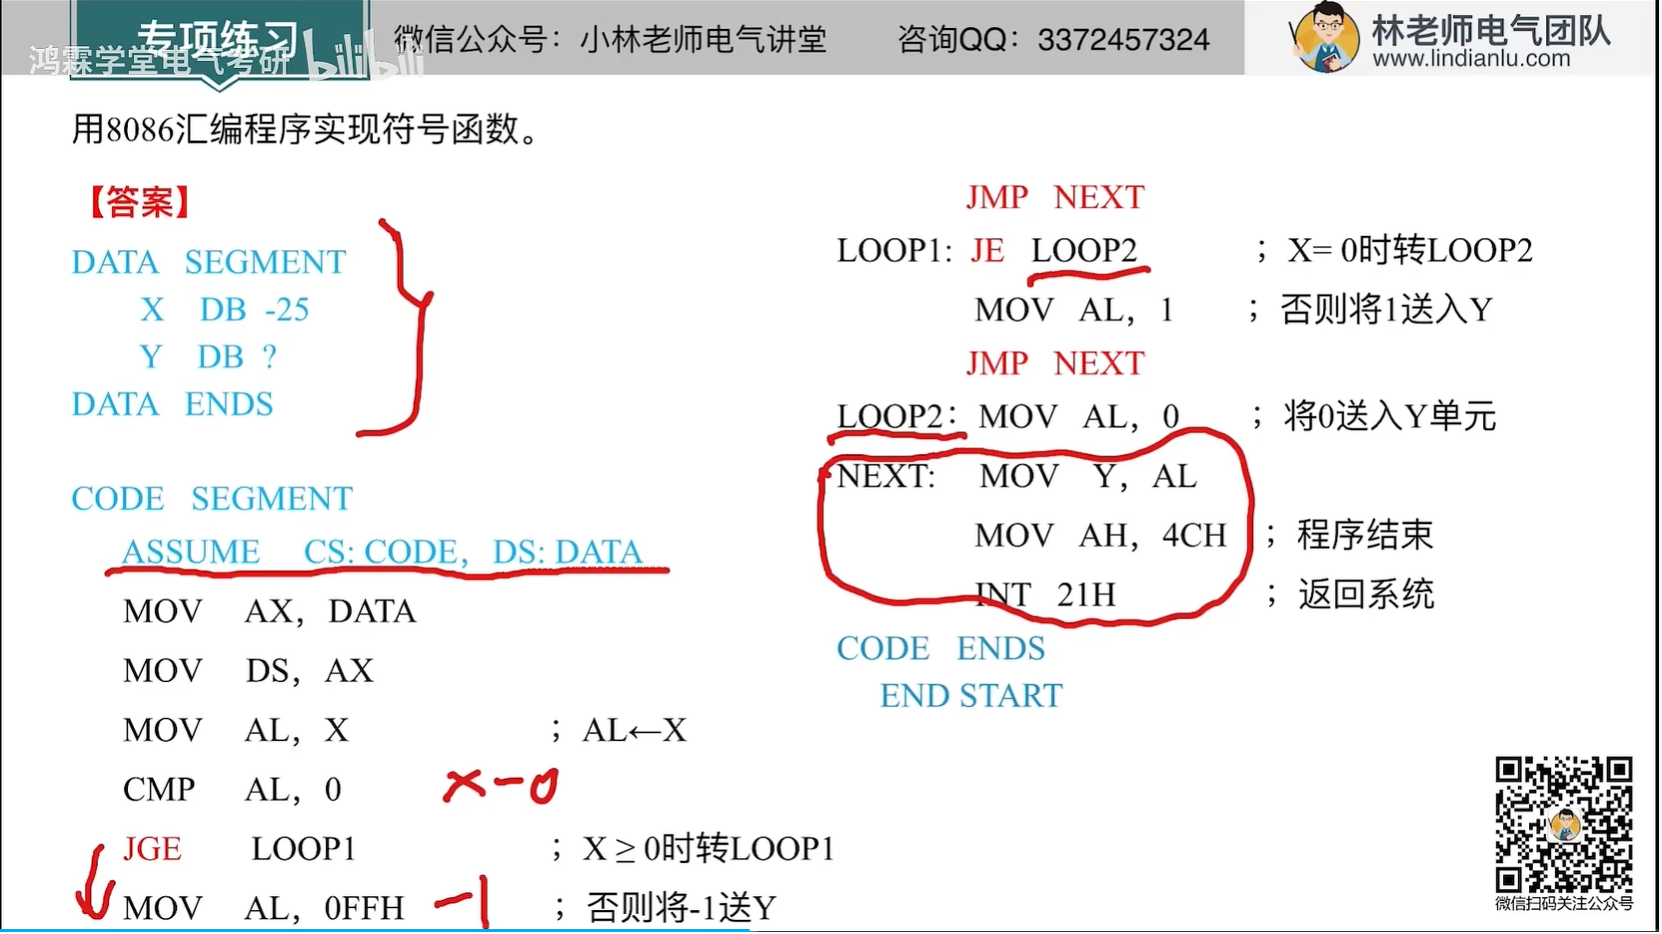 专项练习
鸿霖学堂电气考研 bilibili
微信公众号：小林老师电气讲堂 咨询QQ：3372457324
林老师电气团队
www.lindianlu.com
用8086汇编程序实现符号函数。
【答案】
DATA SEGMENT
X DB -25
Y DB ?
DATA ENDS
CODE SEGMENT
ASSUME CS: CODE，DS: DATA
MOV AX，DATA
MOV DS，AX
MOV AL，X ；AL←X
CMP AL，0 x-0
JGE LOOP1 ；X ≥ 0时转LOOP1
MOV AL，0FFH -1 ；否则将-1送Y
JMP NEXT
LOOP1: JE LOOP2 ；X= 0时转LOOP2
MOV AL，1 ；否则将1送入Y
JMP NEXT
LOOP2：MOV AL，0 ；将0送入Y单元
NEXT: MOV Y，AL
MOV AH，4CH ；程序结束
INT 21H ；返回系统
CODE ENDS
END START
微信扫码关注公众号